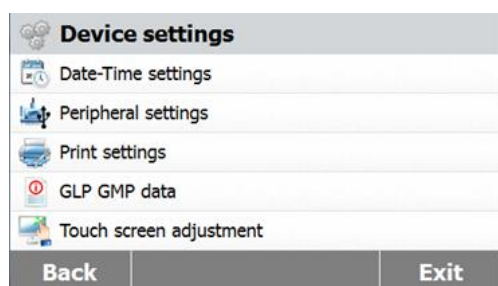 Device settings
Date-Time settings
Peripheral settings
Print settings
GLP GMP data
Touch screen adjustment
Back Exit